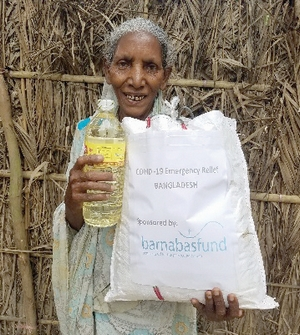 COVID-19 Emergency Relief
BANGLADESH
Sponsored by:
barnabasfund